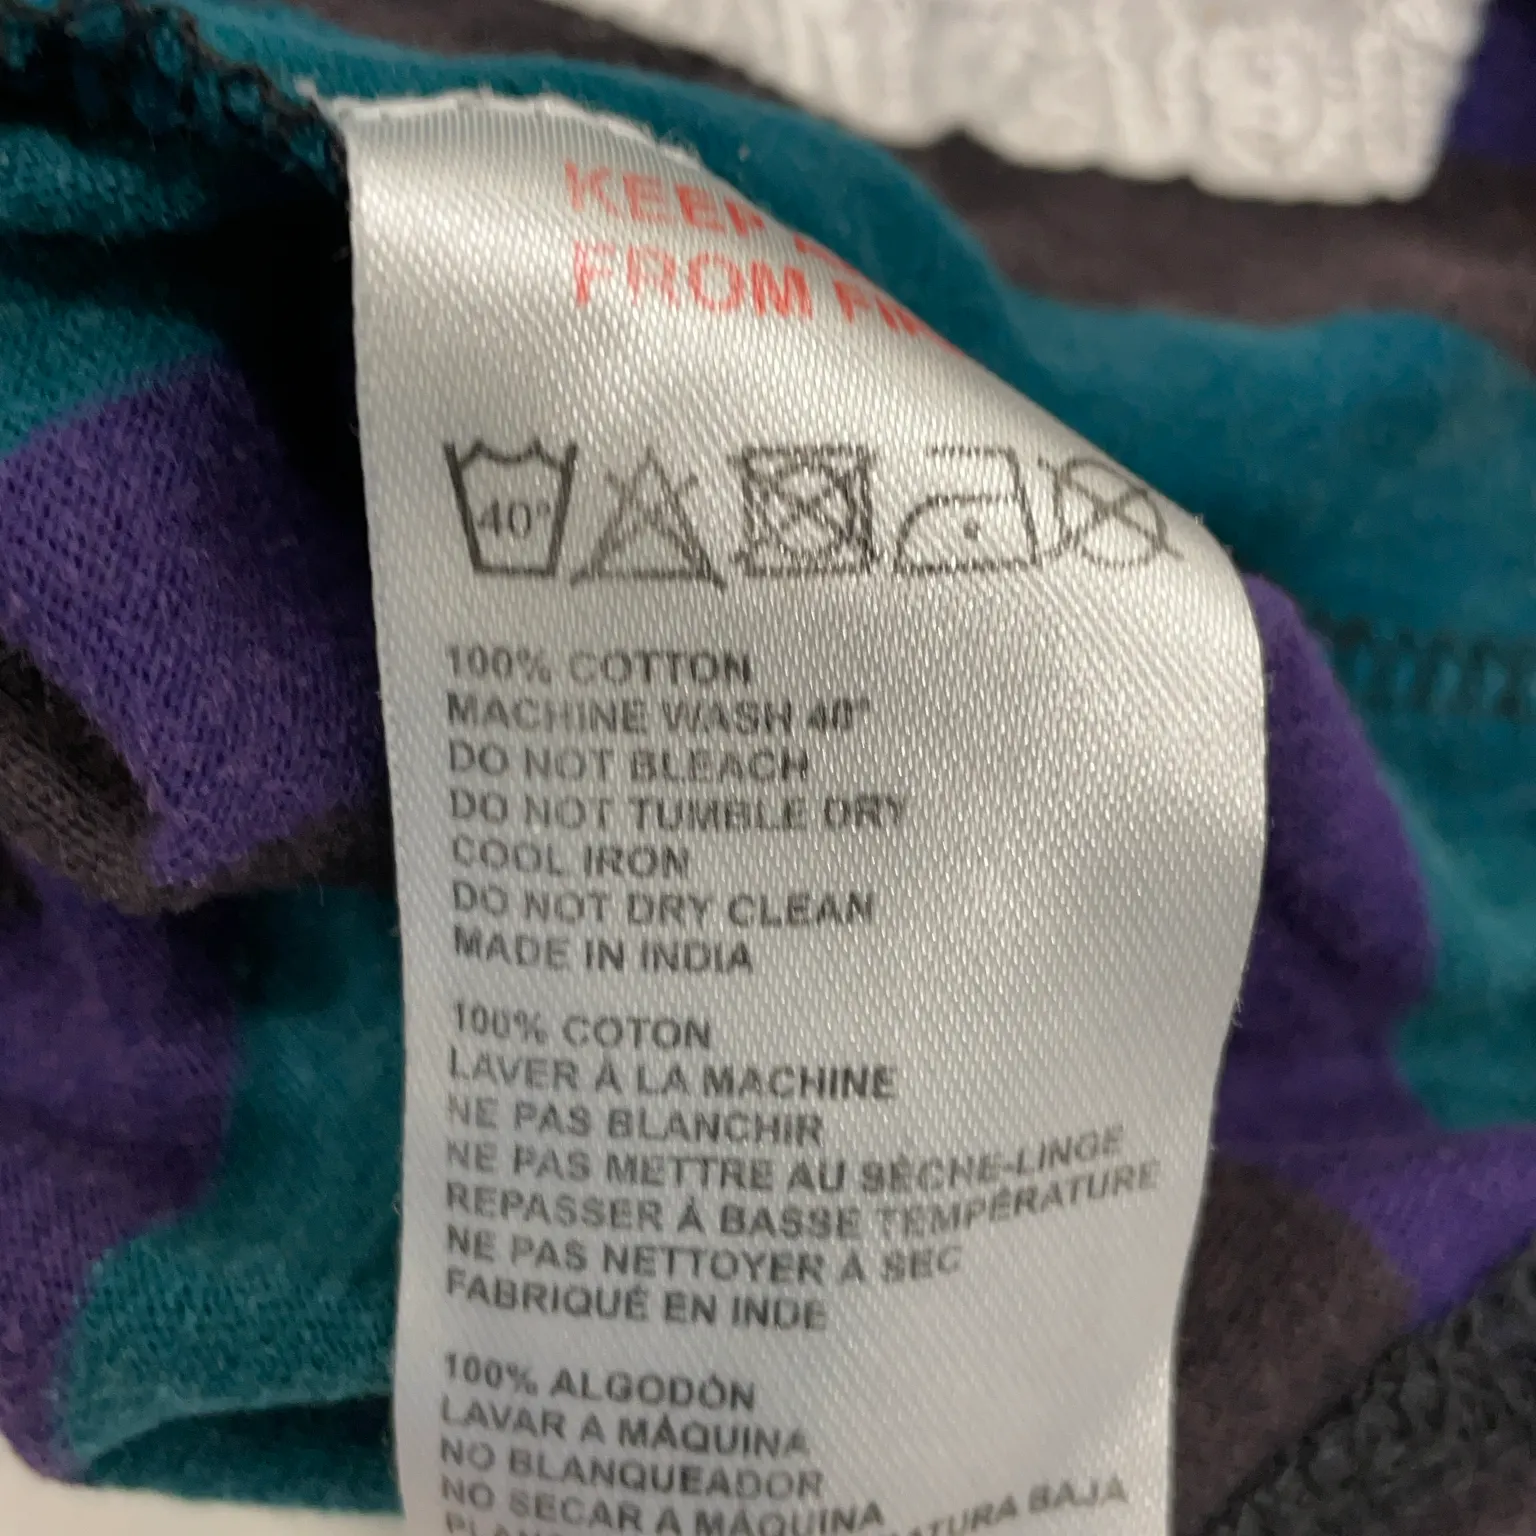 KEEP
FROM
40°
100% COTTON
MACHINE WASH 40°
DO NOT BLEACH
DO NOT TUMBLE DRY
COOL IRON
DO NOT DRY CLEAN
MADE IN INDIA
100% COTON
LAVER À LA MACHINE
NE PAS BLANCHIR
NE PAS METTRE AU SÈCHE-LINGE
REPASSER À BASSE TEMPÉRATURE
NE PAS NETTOYER À SEC
FABRIQUÉ EN INDE
100% ALGODÓN
LAVAR A MÁQUINA
NO BLANQUEADOR
NO SECAR A MÁQUINA
BAJA